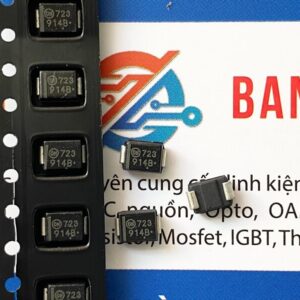 723
914B
723
914B
723
914B
723
914B
723
914B
723
914B
BAN
yên cung cấp linh kiện
C nguồn, Opto, OA
sistor, Mosfet, IGBT, Th